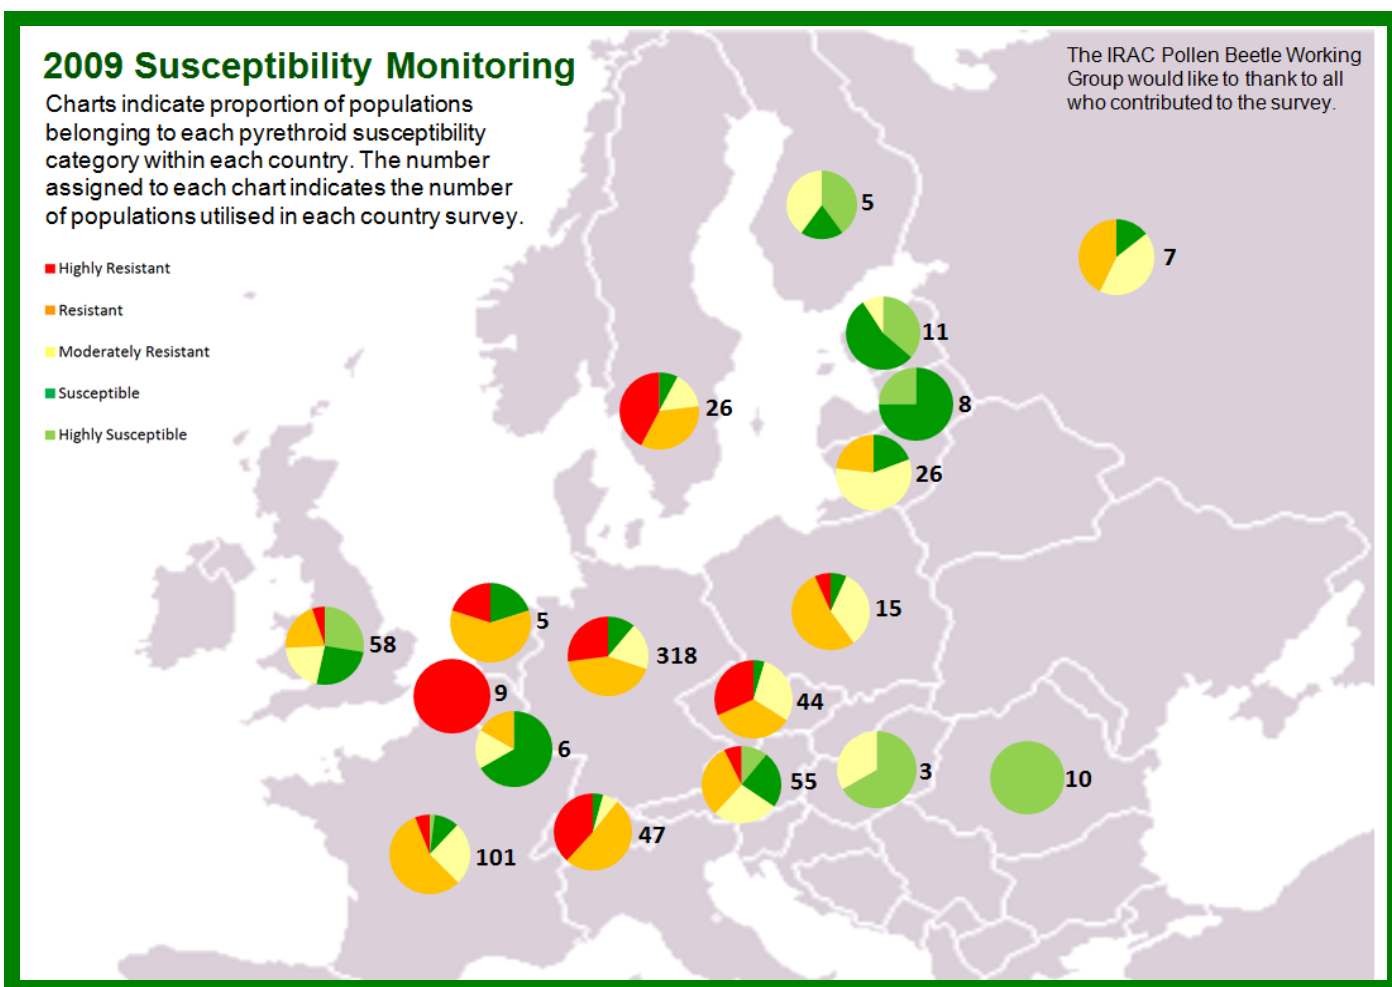 2009 Susceptibility Monitoring
Charts indicate proportion of populations
belonging to each pyrethroid susceptibility
category within each country. The number
assigned to each chart indicates the number
of populations utilised in each country survey.
The IRAC Pollen Beetle Working
Group would like to thank to all
who contributed to the survey.
Highly Resistant
Resistant
Moderately Resistant
Susceptible
Highly Susceptible
5
7
11
8
26
26
15
58
5
318
9
44
6
55
3
10
47
101